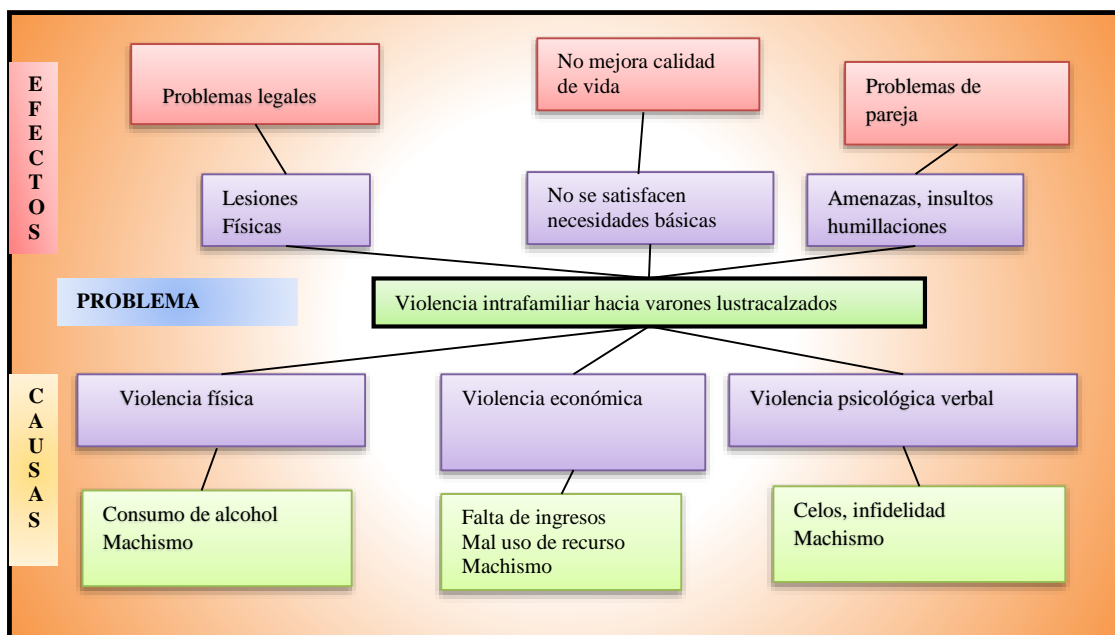 EFECTOS
Problemas legales
No mejora calidad
de vida
Problemas de
pareja
Lesiones
Físicas
No se satisfacen
necesidades básicas
Amenazas, insultos
humillaciones
PROBLEMA
Violencia intrafamiliar hacia varones lustracalzados
CAUSAS
Violencia física
Violencia económica
Violencia psicológica verbal
Consumo de alcohol
Machismo
Falta de ingresos
Mal uso de recurso
Machismo
Celos, infidelidad
Machismo